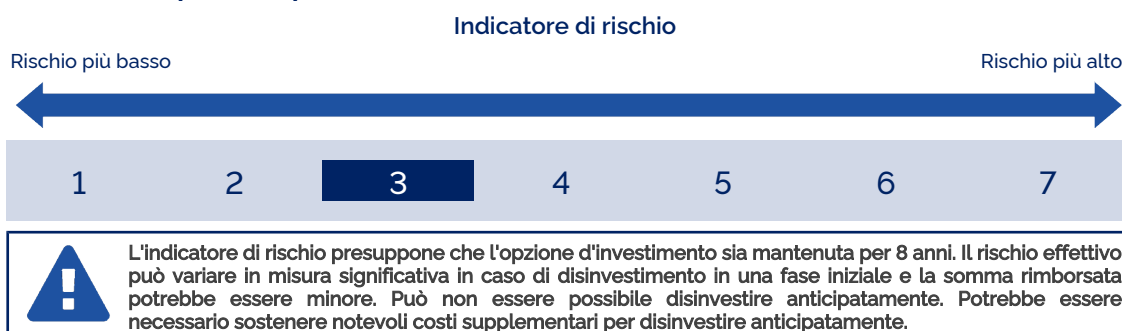 Indicatore di rischio
Rischio più basso
Rischio più alto
1 2 3 4 5 6 7
L'indicatore di rischio presuppone che l'opzione d'investimento sia mantenuta per 8 anni. Il rischio effettivo
può variare in misura significativa in caso di disinvestimento in una fase iniziale e la somma rimborsata
potrebbe essere minore. Può non essere possibile disinvestire anticipatamente. Potrebbe essere
necessario sostenere notevoli costi supplementari per disinvestire anticipatamente.